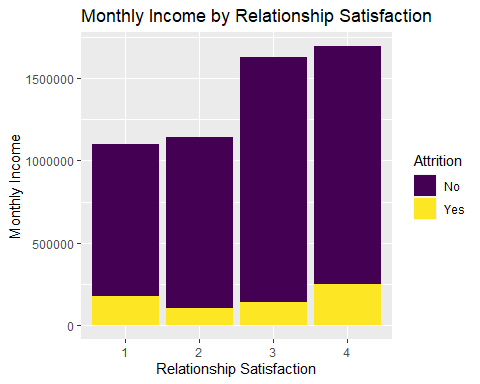 Monthly Income by Relationship Satisfaction
Monthly Income
1500000
1000000
500000
0
1 2 3 4
Relationship Satisfaction
Attrition
No
Yes